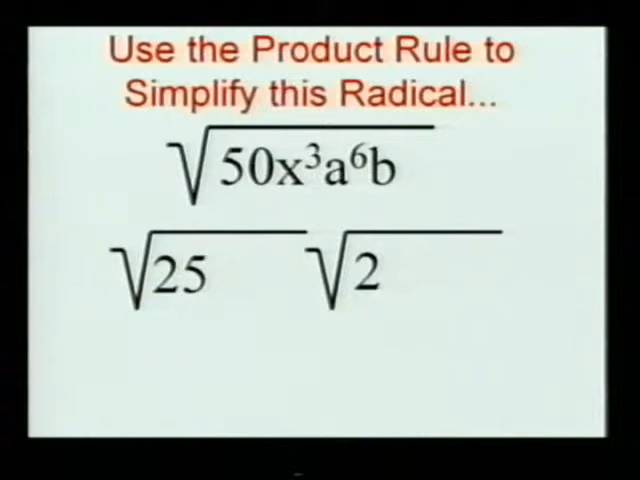 Use the Product Rule to
Simplify this Radical...
√50x³a⁶b
√25 √2